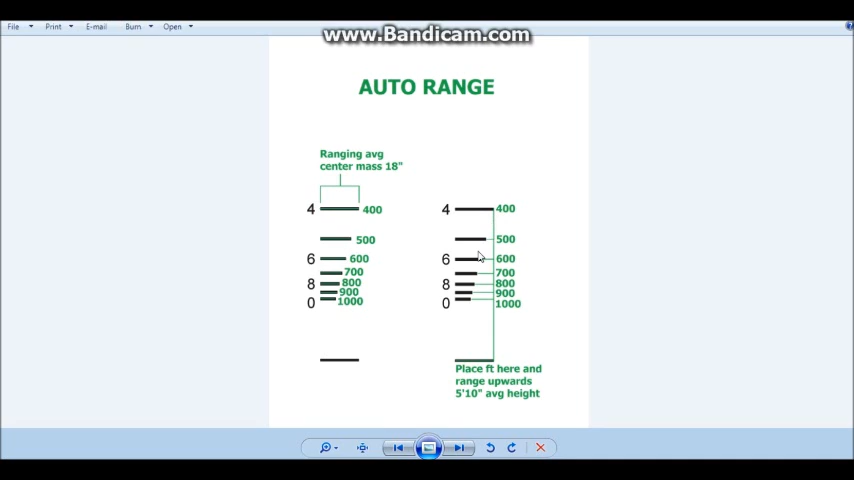 www.Bandicam.com
File Print E-mail Burn Open
AUTO RANGE
Ranging avg
center mass 18"
4 400
500
6 600
700
8 800
900
0 1000
4 400
500
6 600
700
8 800
900
0 1000
Place ft here and
range upwards
5'10" avg height